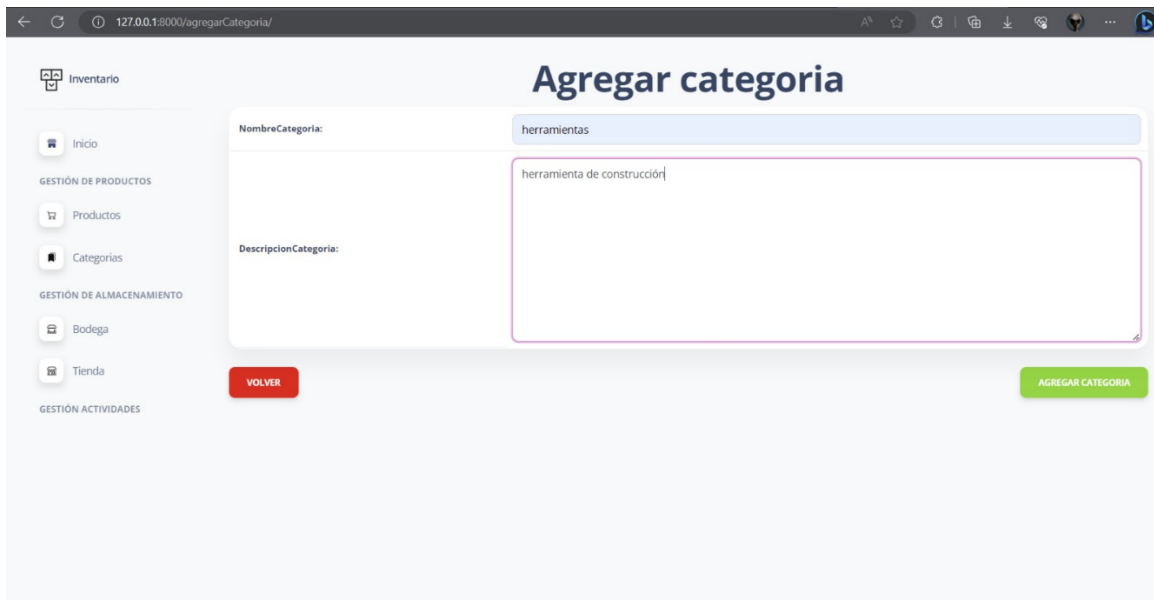 127.0.0.1:8000/agregarCategoria/
Inventario
Agregar categoria
NombreCategoria:
herramientas
Inicio
GESTIÓN DE PRODUCTOS
herramienta de construcción
Productos
DescripcionCategoria:
Categorias
GESTIÓN DE ALMACENAMIENTO
Bodega
Tienda
VOLVER
AGREGAR CATEGORIA
GESTIÓN ACTIVIDADES